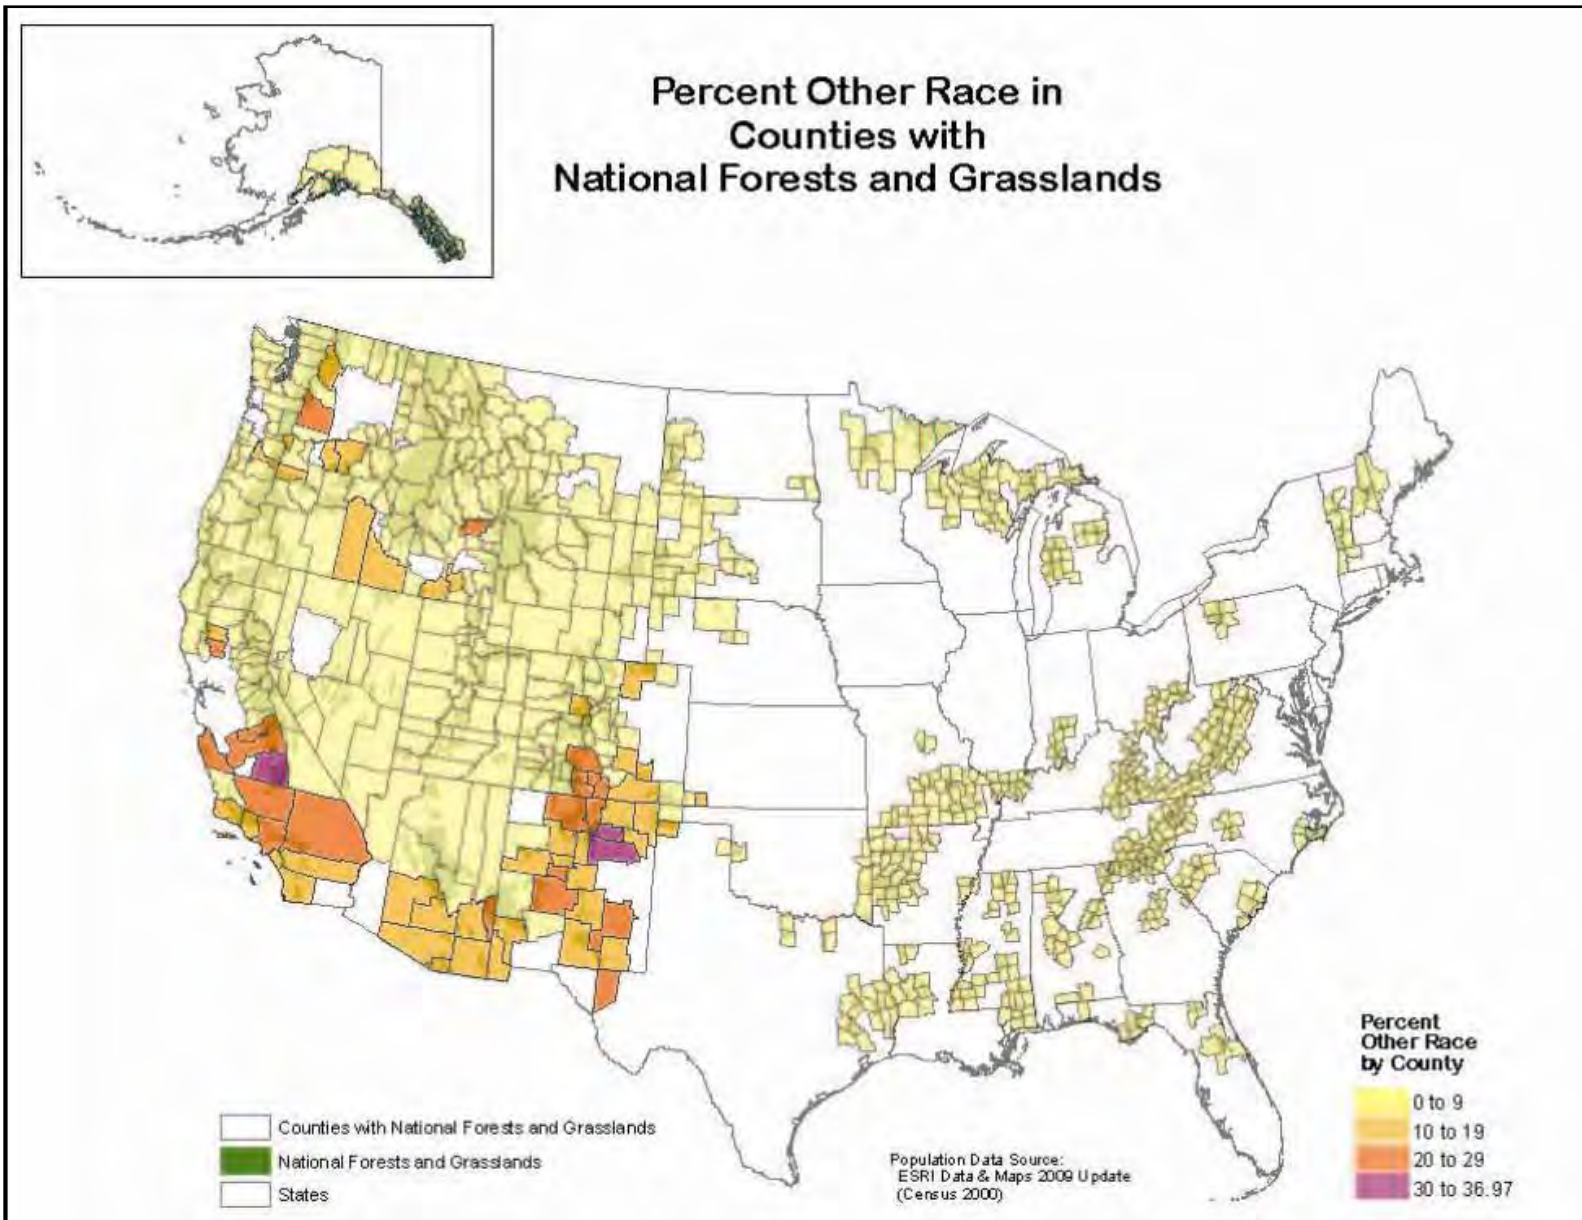 Percent Other Race in
Counties with
National Forests and Grasslands
Percent
Other Race
by County
0 to 9
10 to 19
20 to 29
30 to 36.97
Counties with National Forests and Grasslands
National Forests and Grasslands
States
Population Data Source:
ESRI Data & Maps 2009 Update
(Census 2000)